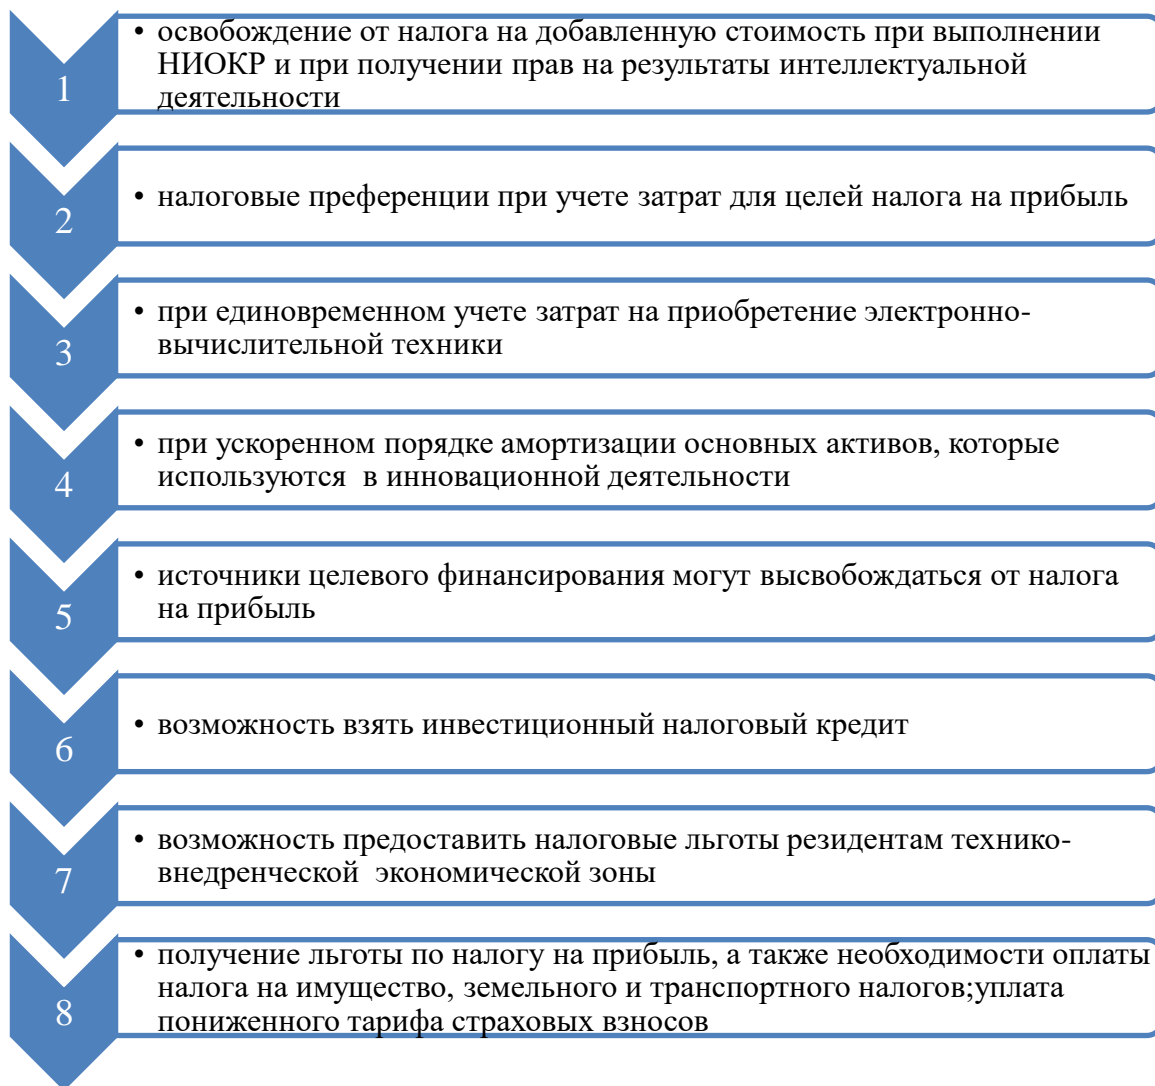 1
• освобождение от налога на добавленную стоимость при выполнении
НИОКР и при получении прав на результаты интеллектуальной
деятельности
2
• налоговые преференции при учете затрат для целей налога на прибыль
3
• при единовременном учете затрат на приобретение электронно-
вычислительной техники
4
• при ускоренном порядке амортизации основных активов, которые
используются  в инновационной деятельности
5
• источники целевого финансирования могут высвобождаться от налога
на прибыль
6
• возможность взять инвестиционный налоговый кредит
7
• возможность предоставить налоговые льготы резидентам технико-
внедренческой  экономической зоны
8
• получение льготы по налогу на прибыль, а также необходимости оплаты
налога на имущество, земельного и транспортного налогов;уплата
пониженного тарифа страховых взносов